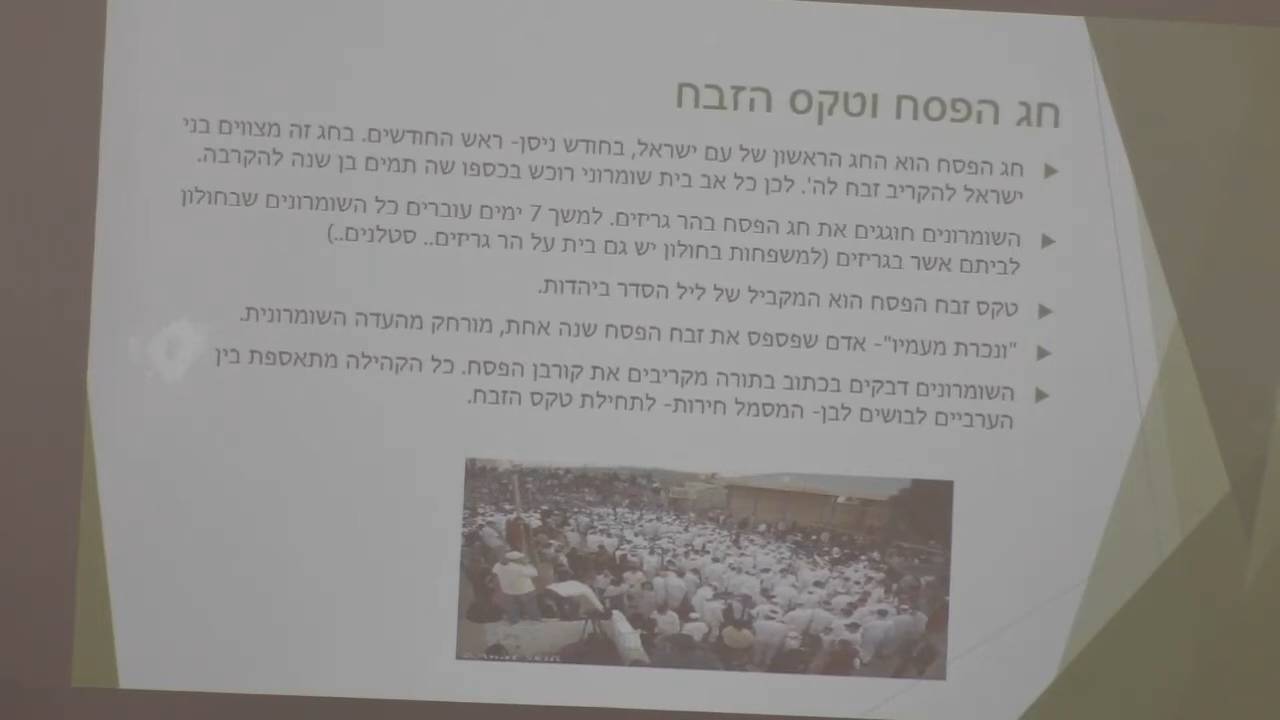 חג הפסח וטקס הזבח
חג הפסח הוא החג הראשון של עם ישראל, בחודש ניסן- ראש החודשים. בחג זה מצווים בני
ישראל להקריב זבח לה'. לכן כל אב בית שומרוני רוכש בכספו שה תמים בן שנה להקרבה.
השומרונים חוגגים את חג הפסח בהר גריזים. למשך 7 ימים עוברים כל השומרונים שבחולון
לביתם אשר בגריזים (למשפחות בחולון יש גם בית על הר גריזים.. סטלנים..)
טקס זבח הפסח הוא המקביל של ליל הסדר ביהדות.
"ונכרת מעמיו"- אדם שפספס את זבח הפסח שנה אחת, מורחק מהעדה השומרונית.
השומרונים דבקים בכתוב בתורה מקריבים את קורבן הפסח. כל הקהילה מתאספת בין
הערביים לבושים לבן- המסמל חירות- לתחילת טקס הזבח.